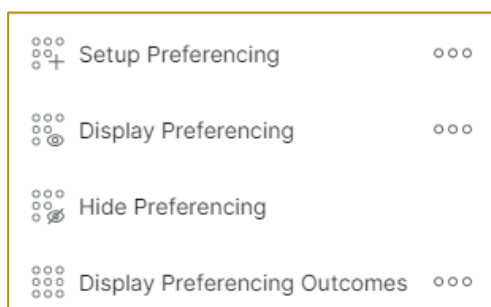 Setup Preferencing
Display Preferencing
Hide Preferencing
Display Preferencing Outcomes